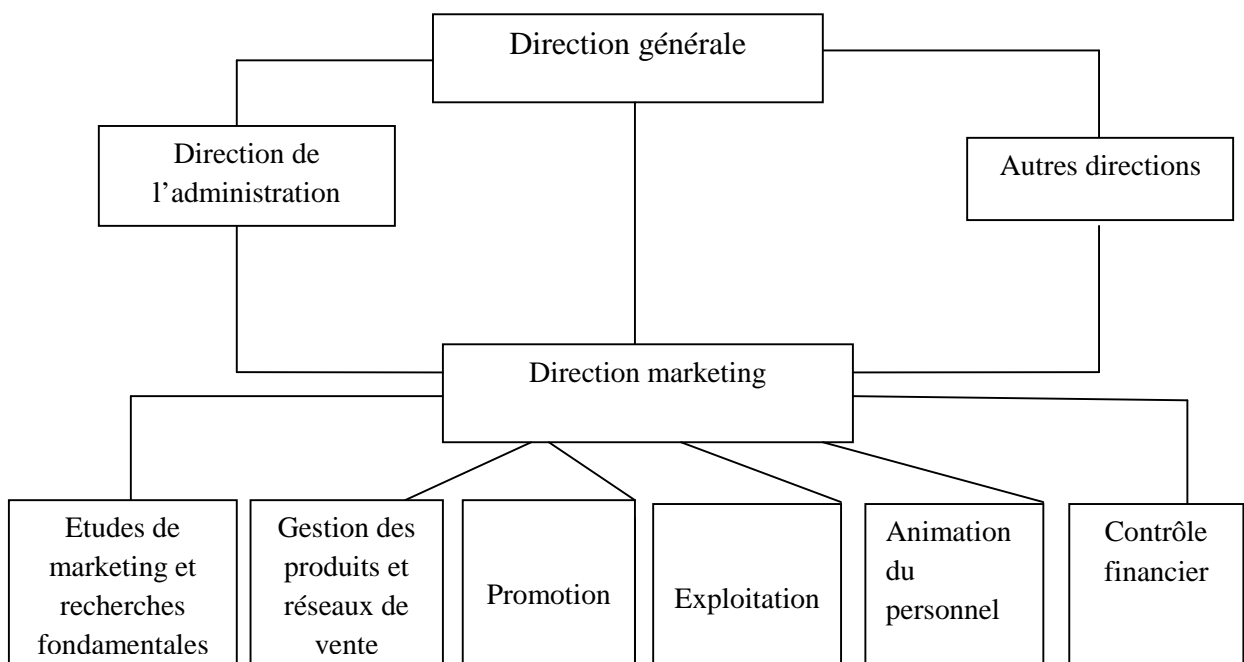 Direction générale
Direction de
l’administration
Autres directions
Direction marketing
Etudes de
marketing et
recherches
fondamentales
Gestion des
produits et
réseaux de
vente
Promotion
Exploitation
Animation
du
personnel
Contrôle
financier